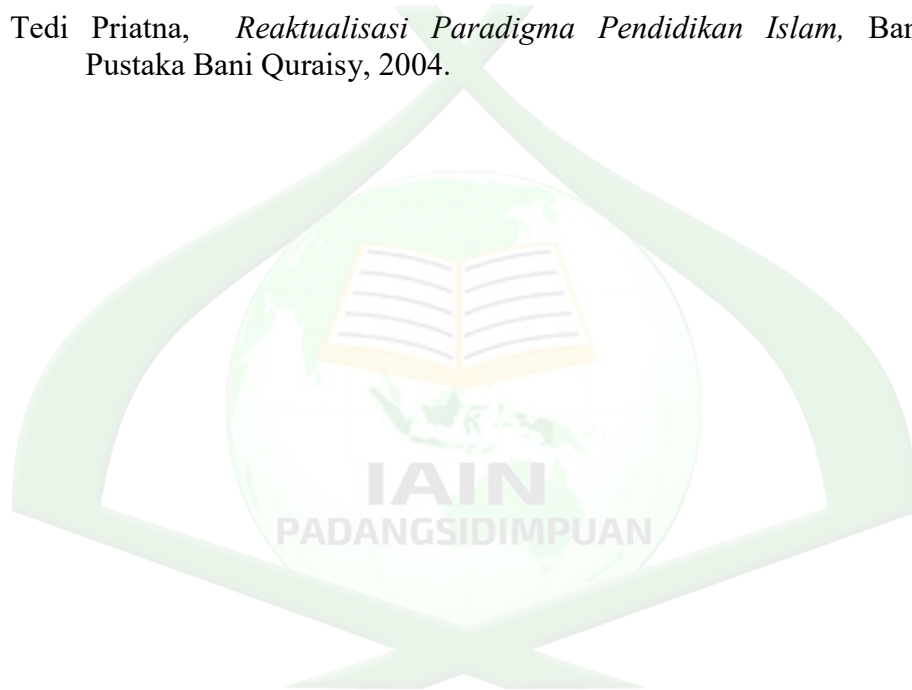 Tedi Priatna, Reaktualisasi Paradigma Pendidikan Islam, Ban
Pustaka Bani Quraisy, 2004.
IAIN
PADANGSIDIMPUAN